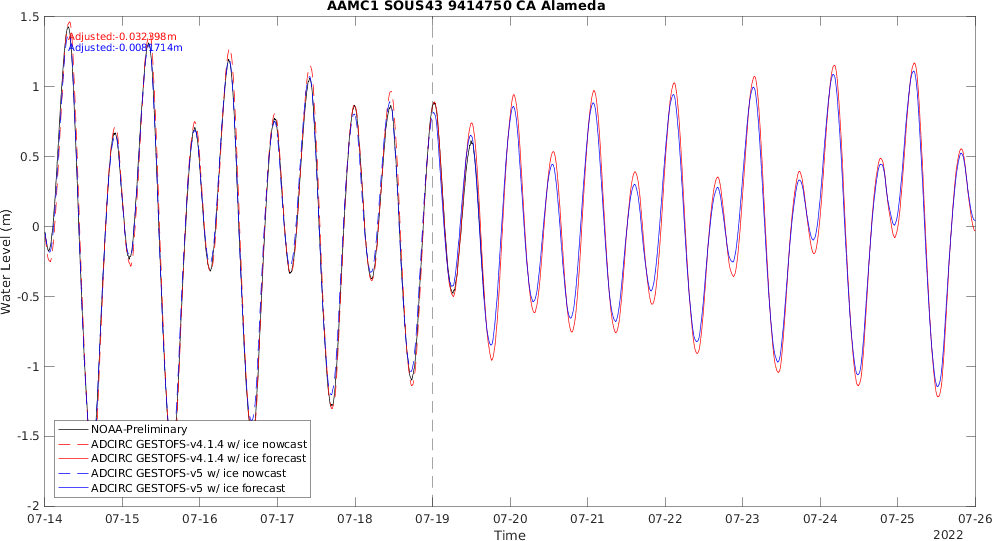 AAMC1 SOUS43 9414750 CA Alameda
1.5
1
0.5
0
-0.5
-1
-1.5
-2
Water Level (m)
Adjusted:-0.032398m
Adjusted:-0.0081714m
NOAA-Preliminary
ADCIRC GESTOFS-v4.1.4 w/ ice nowcast
ADCIRC GESTOFS-v4.1.4 w/ ice forecast
ADCIRC GESTOFS-v5 w/ ice nowcast
ADCIRC GESTOFS-v5 w/ ice forecast
07-14 07-15 07-16 07-17 07-18 07-19 07-20 07-21 07-22 07-23 07-24 07-25 07-26
Time
2022